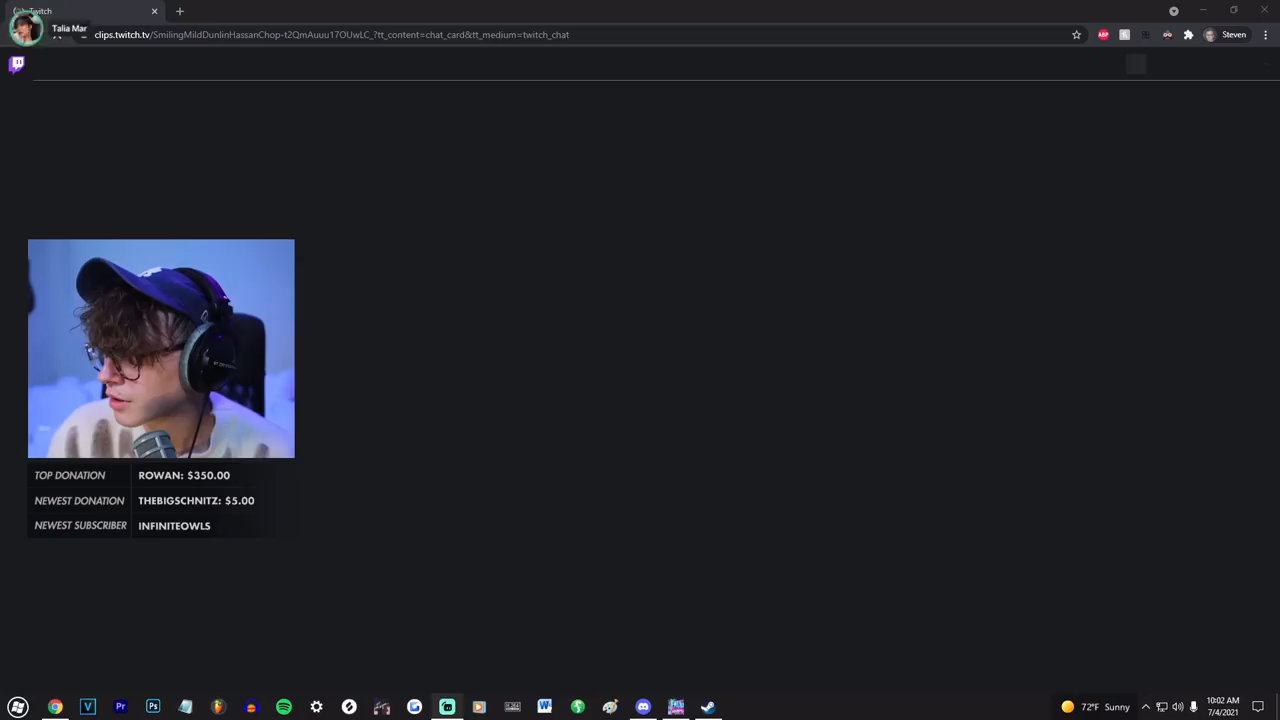 Twitch
Talia Mar
clips.twitch.tv/SmilingMildDunlinHassanChop-t2QmAuuu17OUwLC_?tt_content=chat_card&tt_medium=twitch_chat
ABP
Steven
TOP DONATION ROWAN: $350.00
NEWEST DONATION THEBIGSCHNITZ: $5.00
NEWEST SUBSCRIBER INFINITEOWLS
72°F Sunny
10:02 AM
7/4/2021